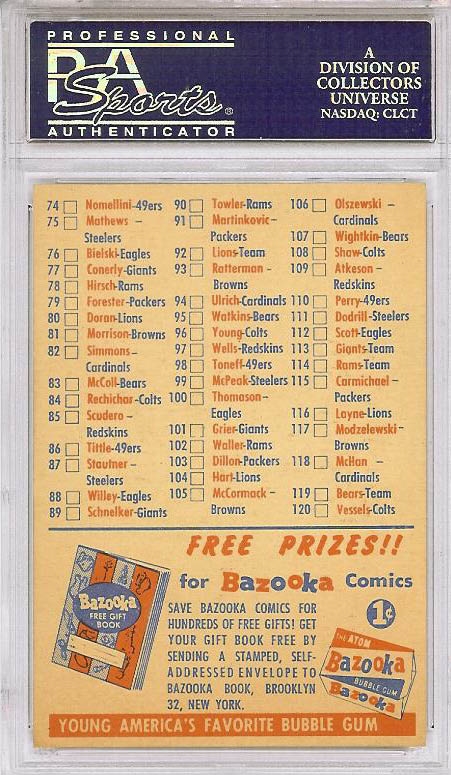 PROFESSIONAL
PSA
Sports®
AUTHENTICATOR
A
DIVISION OF
COLLECTORS
UNIVERSE
NASDAQ: CLCT
74 Nomellini-49ers
75 Mathews –
Steelers
76 Bielski-Eagles
77 Conerly-Giants
78 Hirsch-Rams
79 Forester-Packers
80 Doran-Lions
81 Morrison-Browns
82 Simmons –
Cardinals
83 McColl-Bears
84 Rechichar-Colts
85 Scudero –
Redskins
86 Tittle-49ers
87 Stautner –
Steelers
88 Willey-Eagles
89 Schnelker-Giants
90 Towler-Rams
91 Martinkovic –
Packers
92 Lions-Team
93 Ratterman –
Browns
94 Ulrich-Cardinals
95 Watkins-Bears
96 Young-Colts
97 Wells-Redskins
98 Toneff-49ers
99 McPeak-Steelers
100 Thomason –
Eagles
101 Grier-Giants
102 Waller-Rams
103 Dillon-Packers
104 Hart-Lions
105 McCormack –
Browns
106 Olszewski –
Cardinals
107 Wightkin-Bears
108 Shaw-Colts
109 Atkeson –
Redskins
110 Perry-49ers
111 Dodrill-Steelers
112 Scott-Eagles
113 Giants-Team
114 Rams-Team
115 Carmichael –
Packers
116 Layne-Lions
117 Modzelewski –
Browns
118 McHan –
Cardinals
119 Bears-Team
120 Vessels-Colts
FREE PRIZES!!
for Bazooka Comics
Bazooka
FREE GIFT
BOOK
SAVE BAZOOKA COMICS FOR
HUNDREDS OF FREE GIFTS! GET
YOUR GIFT BOOK FREE BY
SENDING A STAMPED, SELF-
ADDRESSED ENVELOPE TO
BAZOOKA BOOK, BROOKLYN
32, NEW YORK.
1¢
THE ATOM
Bazooka
BUBBLE GUM
Bazooka
YOUNG AMERICA'S FAVORITE BUBBLE GUM